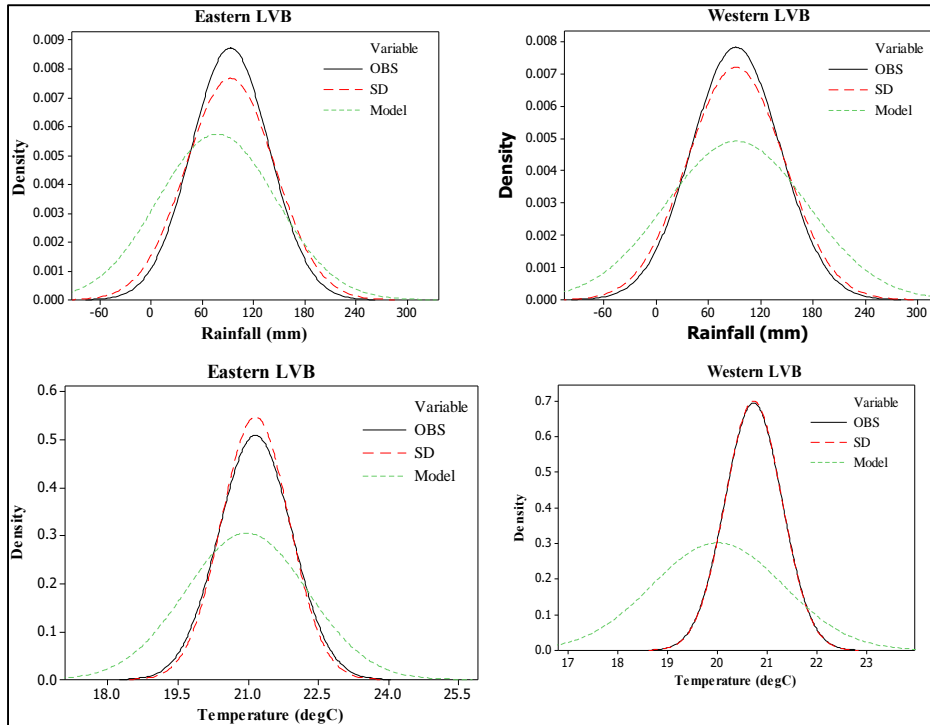 Eastern LVB
0.009
0.008
0.007
0.006
0.005
0.004
0.003
0.002
0.001
0.000
Density
-60 0 60 120 180 240 300
Rainfall (mm)
Variable
OBS
SD
Model
Western LVB
0.008
0.007
0.006
0.005
0.004
0.003
0.002
0.001
0.000
Density
-60 0 60 120 180 240 300
Rainfall (mm)
Variable
OBS
SD
Model
Eastern LVB
0.6
0.5
0.4
0.3
0.2
0.1
0.0
Density
18.0 19.5 21.0 22.5 24.0 25.5
Temperature (degC)
Variable
OBS
SD
Model
Western LVB
0.7
0.6
0.5
0.4
0.3
0.2
0.1
0.0
Density
17 18 19 20 21 22 23
Temperature (degC)
Variable
OBS
SD
Model